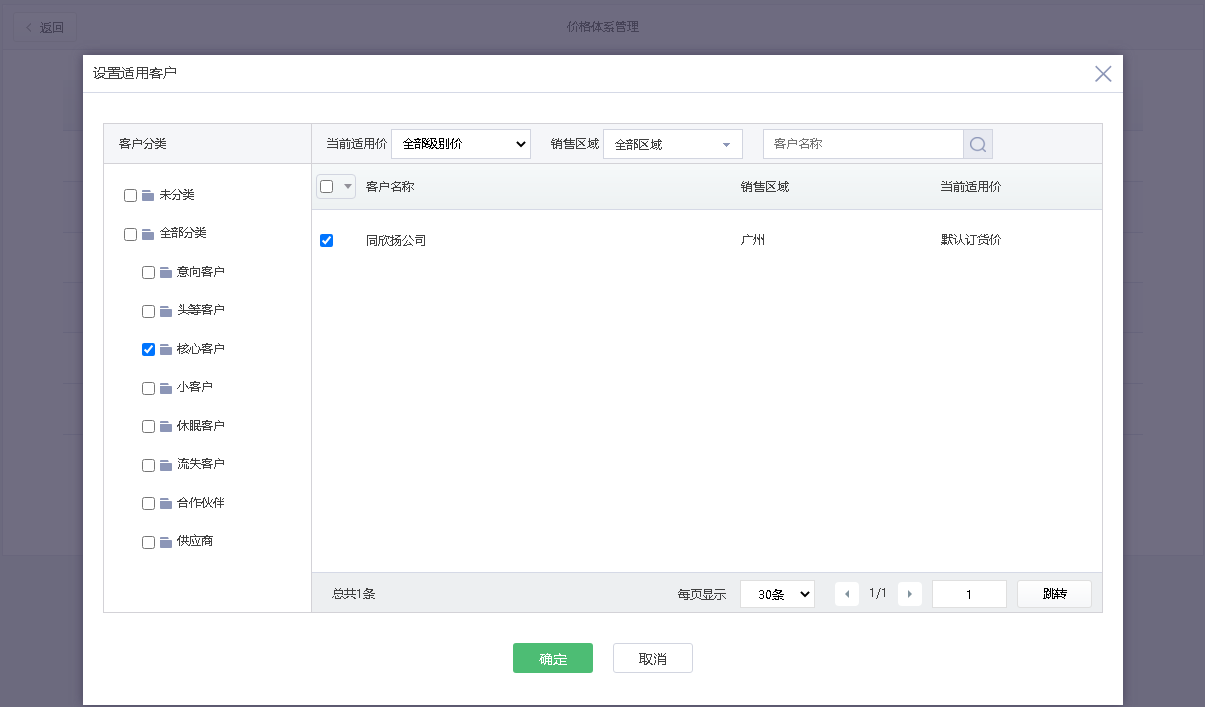 返回
价格体系管理
设置适用客户
客户分类
当前适用价 全部级别价 销售区域 全部区域 客户名称
客户名称 销售区域 当前适用价
未分类
全部分类
意向客户
头等客户
核心客户
小客户
休眠客户
流失客户
合作伙伴
供应商
同欣扬公司 广州 默认订货价
总共1条 每页显示 30条 1/1 1 跳转
确定 取消